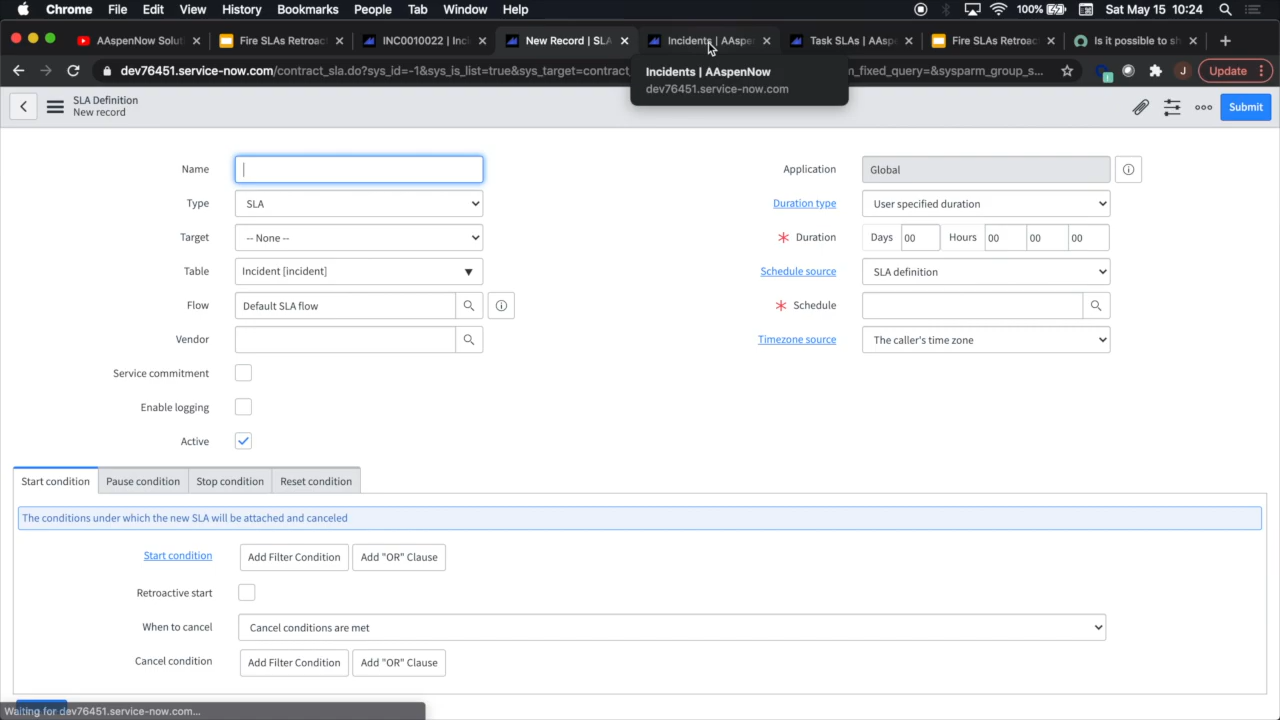 Chrome File Edit View History Bookmarks People Tab Window Help 100% Sat May 15 10:24
AAspenNow Solut Fire SLAs Retroac INC0010022 | Inc New Record | SLA Incidents | AAspen Task SLAs | AAsp Fire SLAs Retroac Is it possible to sh
dev76451.service-now.com/contract_sla.do?sys_id=-1&sys_is_list=true&sys_target=contract_ m_fixed_query=&sysparm_group_s... J Update
Incidents | AAspenNow
dev76451.service-now.com
SLA Definition
New record
Submit
Name
Application Global
Type SLA
Duration type User specified duration
Target -- None --
Duration Days 00 Hours 00 00 00
Table Incident [incident]
Schedule source SLA definition
Flow Default SLA flow
Schedule
Vendor
Timezone source The caller's time zone
Service commitment
Enable logging
Active
Start condition Pause condition Stop condition Reset condition
The conditions under which the new SLA will be attached and canceled
Start condition Add Filter Condition Add "OR" Clause
Retroactive start
When to cancel Cancel conditions are met
Cancel condition Add Filter Condition Add "OR" Clause
Waiting for dev76451.service-now.com...